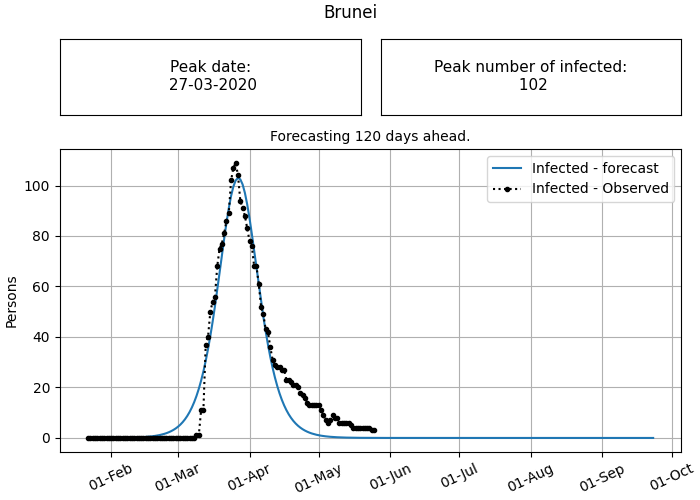 Brunei
Peak date:
27-03-2020
Peak number of infected:
102
Forecasting 120 days ahead.
Infected - forecast
Infected - Observed
Persons
100
80
60
40
20
0
01-Feb
01-Mar
01-Apr
01-May
01-Jun
01-Jul
01-Aug
01-Sep
01-Oct